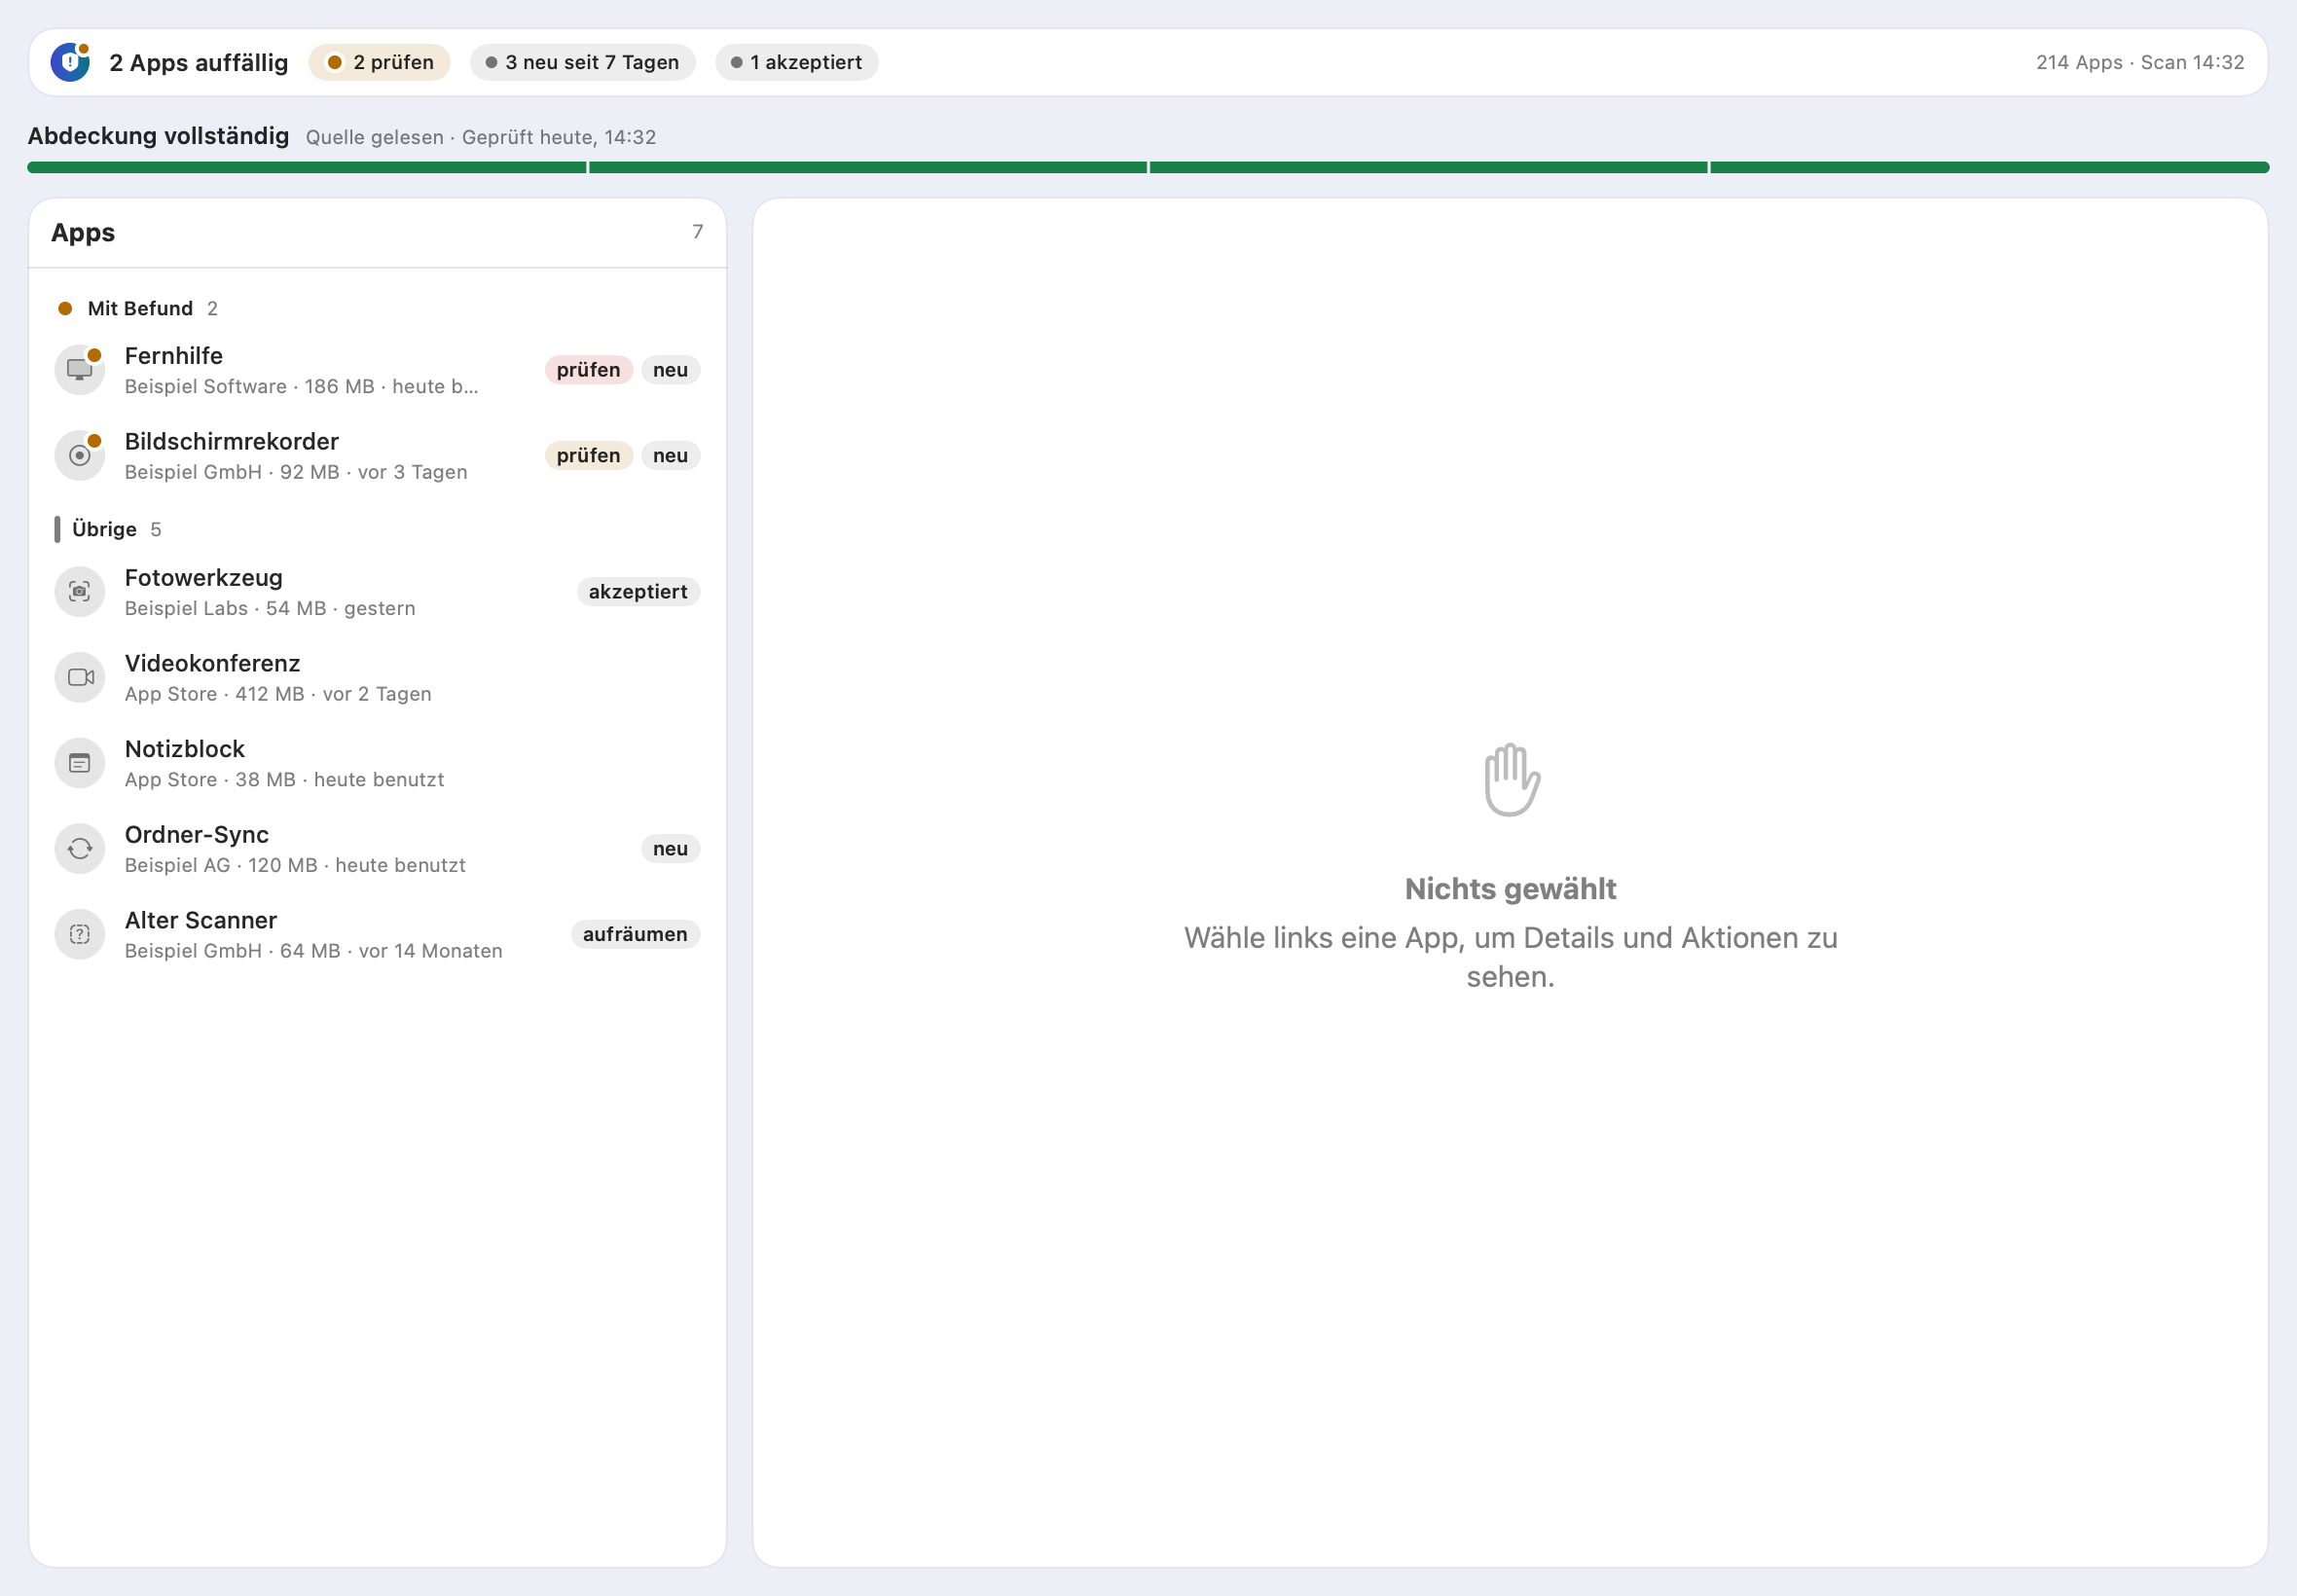 2 Apps auffällig
2 prüfen
3 neu seit 7 Tagen
1 akzeptiert
214 Apps · Scan 14:32
Abdeckung vollständig
Quelle gelesen · Geprüft heute, 14:32
Apps
7
Mit Befund 2
Fernhilfe
Beispiel Software · 186 MB · heute b...
prüfen
neu
Bildschirmrekorder
Beispiel GmbH · 92 MB · vor 3 Tagen
prüfen
neu
Übrige 5
Fotowerkzeug
Beispiel Labs · 54 MB · gestern
akzeptiert
Videokonferenz
App Store · 412 MB · vor 2 Tagen
Notizblock
App Store · 38 MB · heute benutzt
Ordner-Sync
Beispiel AG · 120 MB · heute benutzt
neu
Alter Scanner
Beispiel GmbH · 64 MB · vor 14 Monaten
aufräumen
Nichts gewählt
Wähle links eine App, um Details und Aktionen zu
sehen.